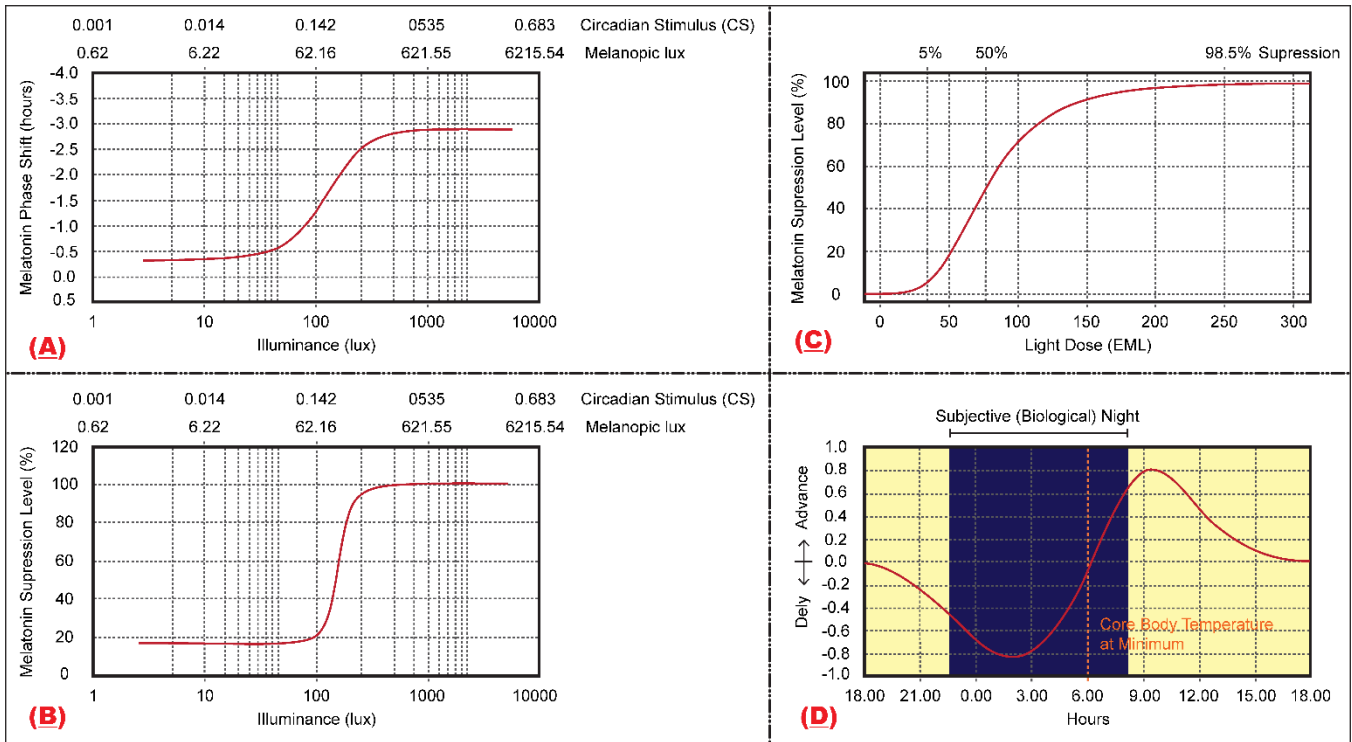 0.001 0.014 0.142 0535 0.683 Circadian Stimulus (CS)
0.62 6.22 62.16 621.55 6215.54 Melanopic lux
Melatonin Phase Shift (hours)
-4.0
-3.5
-3.0
-2.5
-2.0
-1.5
-1.0
-0.5
0.0
0.5
1 10 100 1000 10000
Illuminance (lux)
(A)
5% 50% 98.5% Supression
Melatonin Supression Level (%)
100
80
60
40
20
0
0 50 100 150 200 250 300
Light Dose (EML)
(C)
0.001 0.014 0.142 0535 0.683 Circadian Stimulus (CS)
0.62 6.22 62.16 621.55 6215.54 Melanopic lux
Melatonin Supression Level (%)
120
100
80
60
40
20
0
1 10 100 1000 10000
Illuminance (lux)
(B)
Subjective (Biological) Night
Dely Advance
1.0
0.8
0.6
0.4
0.2
0.0
-0.2
-0.4
-0.6
-0.8
-1.0
Core Body Temperature
at Minimum
18.00 21.00 0.00 3.00 6.00 9.00 12.00 15.00 18.00
Hours
(D)